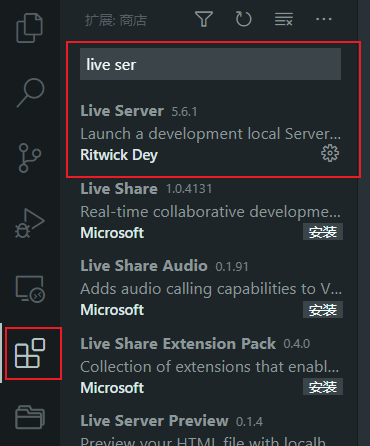 扩展: 商店
live ser
Live Server 5.6.1
Launch a development local Server...
Ritwick Dey
Live Share 1.0.4131
Real-time collaborative developme...
Microsoft 安装
Live Share Audio 0.1.91
Adds audio calling capabilities to V...
Microsoft 安装
Live Share Extension Pack 0.4.0
Collection of extensions that enabl...
Microsoft 安装
Live Server Preview 0.1.4
Preview your HTML file with localh...